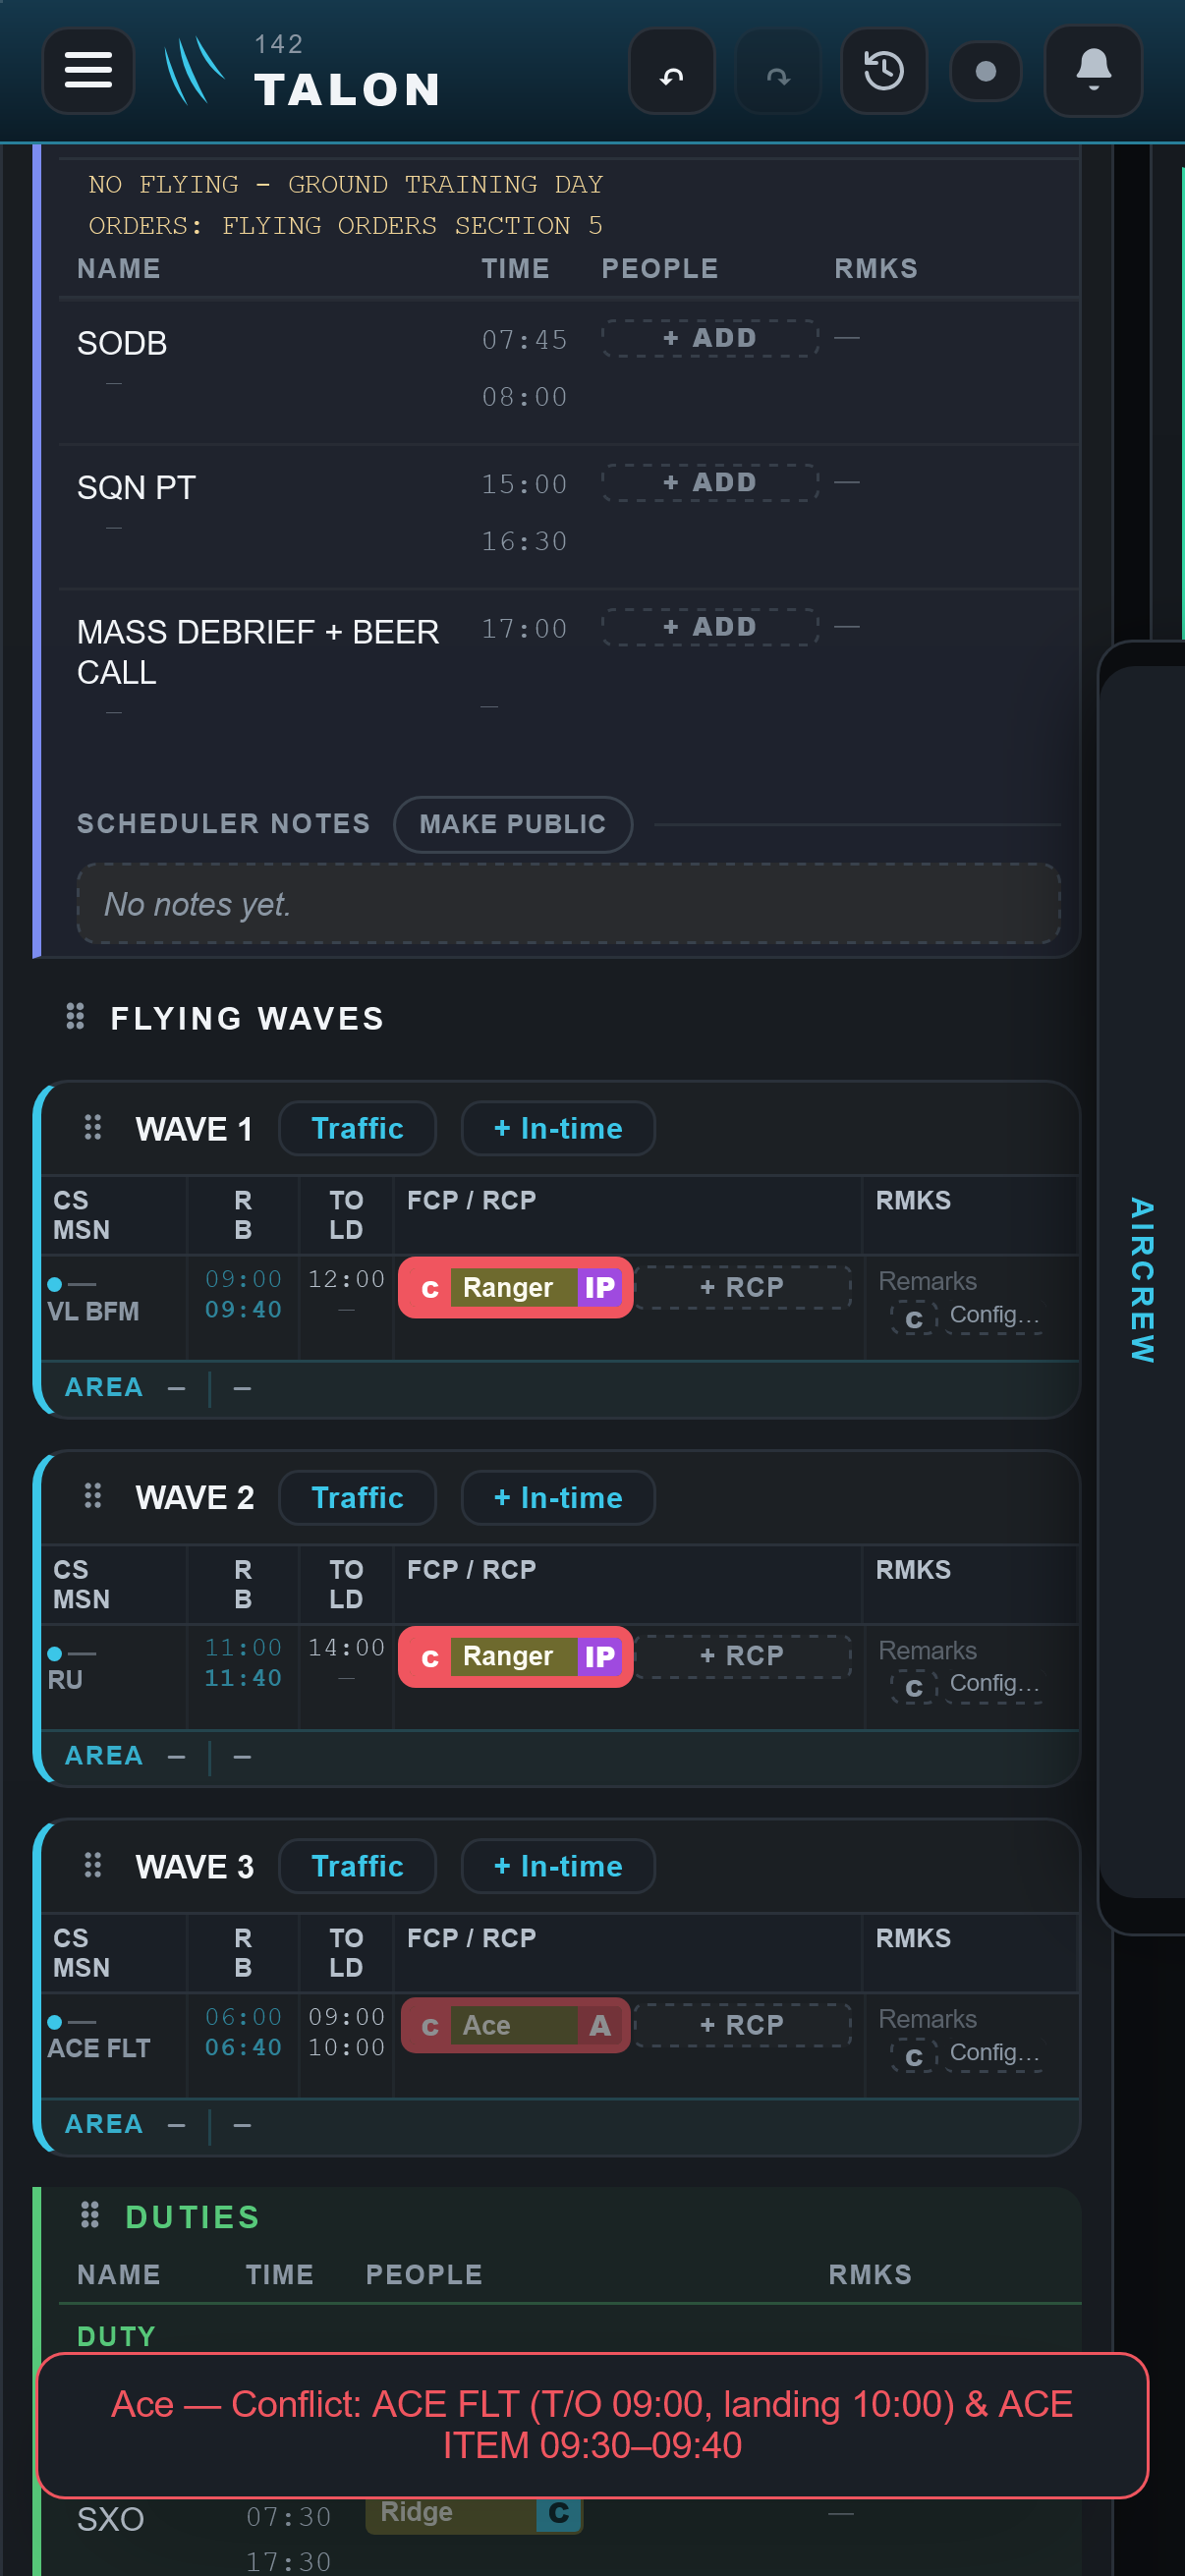 142
TALON
NO FLYING - GROUND TRAINING DAY
ORDERS: FLYING ORDERS SECTION 5
NAME TIME PEOPLE RMKS
SODB 07:45 + ADD —
— 08:00
SQN PT 15:00 + ADD —
— 16:30
MASS DEBRIEF + BEER CALL 17:00 + ADD —
— —
SCHEDULER NOTES MAKE PUBLIC
No notes yet.
FLYING WAVES
WAVE 1 Traffic + In-time
CS R TO FCP / RCP RMKS
MSN B LD
— 09:00 12:00 C Ranger IP + RCP Remarks
VL BFM 09:40 — C Config...
AREA — | —
WAVE 2 Traffic + In-time
CS R TO FCP / RCP RMKS
MSN B LD
— 11:00 14:00 C Ranger IP + RCP Remarks
RU 11:40 — C Config...
AREA — | —
WAVE 3 Traffic + In-time
CS R TO FCP / RCP RMKS
MSN B LD
— 06:00 09:00 C Ace A + RCP Remarks
ACE FLT 06:40 10:00 C Config...
AREA — | —
AIRCREW
DUTIES
NAME TIME PEOPLE RMKS
DUTY
Ace — Conflict: ACE FLT (T/O 09:00, landing 10:00) & ACE
ITEM 09:30–09:40
SXO 07:30 Ridge C —
17:30